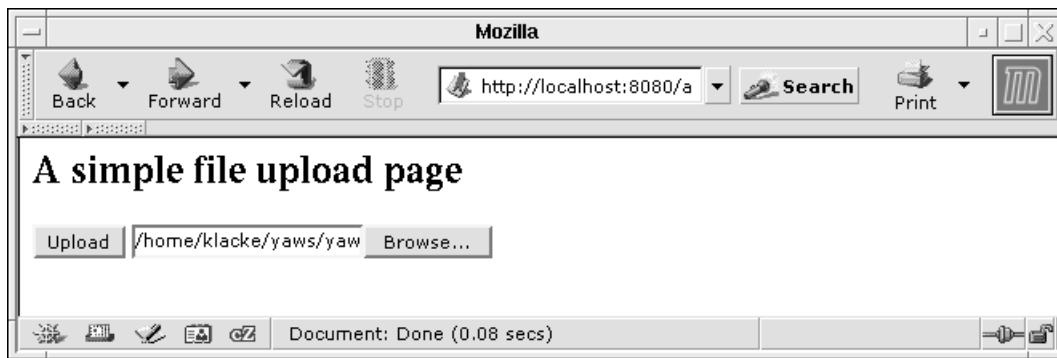 Mozilla
Back Forward Reload Stop http://localhost:8080/a Search Print
A simple file upload page
Upload /home/klacke/yaws/yaw Browse...
Document: Done (0.08 secs)